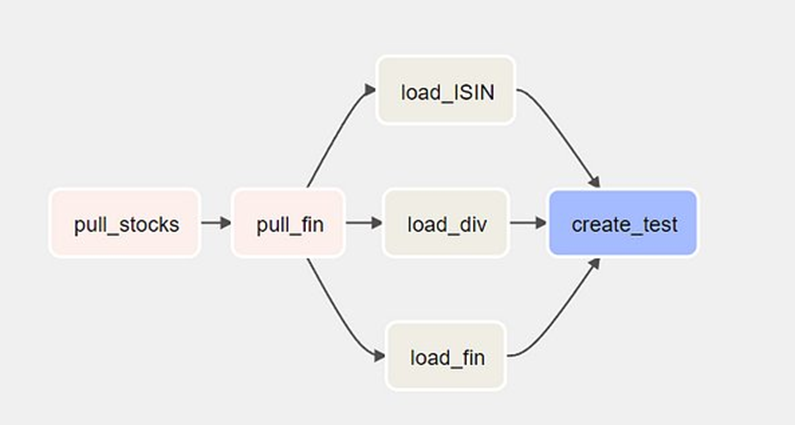 load_ISIN
pull_stocks
pull_fin
load_div
create_test
load_fin